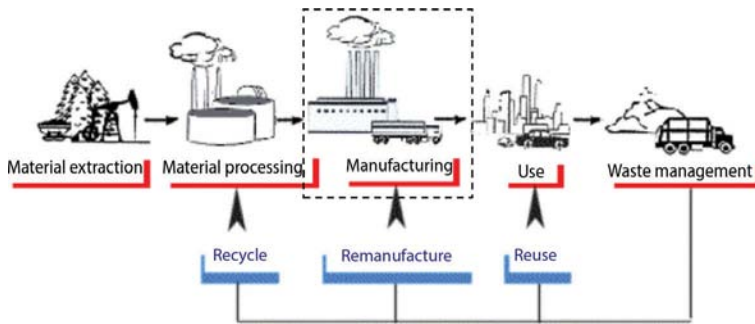 Material extraction
Material processing
Manufacturing
Use
Waste management
Recycle
Remanufacture
Reuse